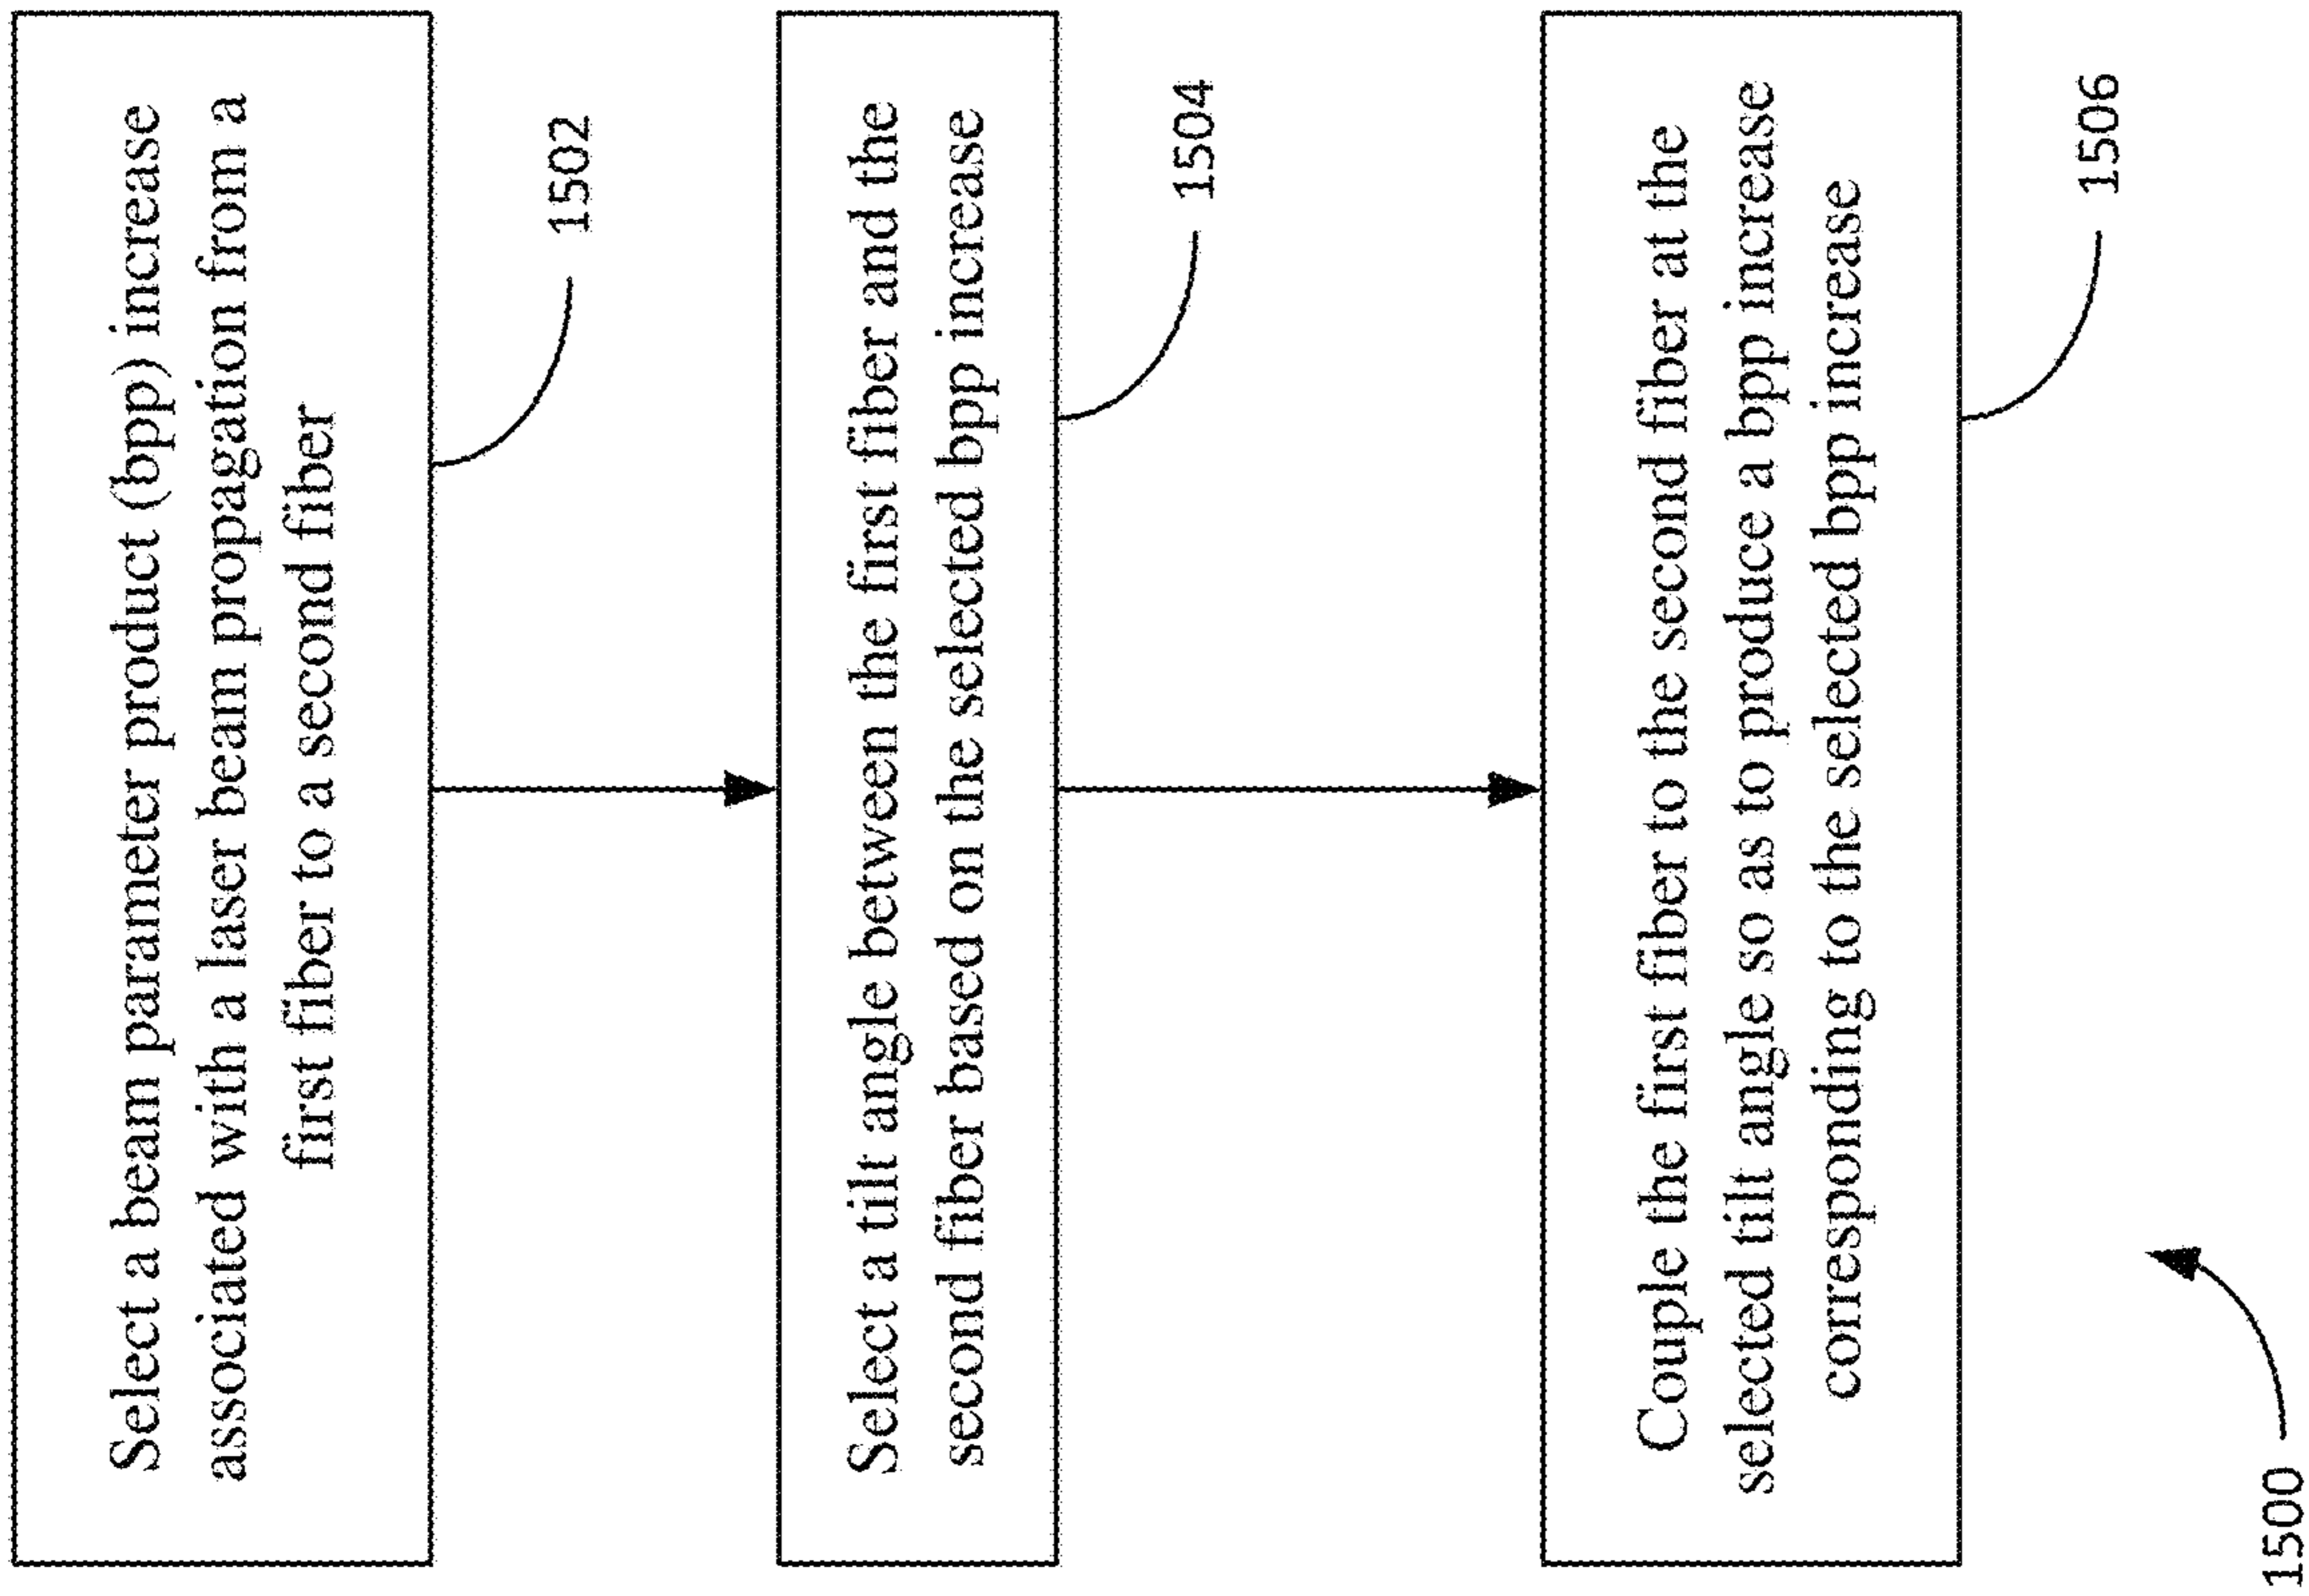 Select a beam parameter product (bpp) increase
associated with a laser beam propagation from a
first fiber to a second fiber
1502
Select a tilt angle between the first fiber and the
second fiber based on the selected bpp increase
1504
Couple the first fiber to the second fiber at the
selected tilt angle so as to produce a bpp increase
corresponding to the selected bpp increase
1506
1500